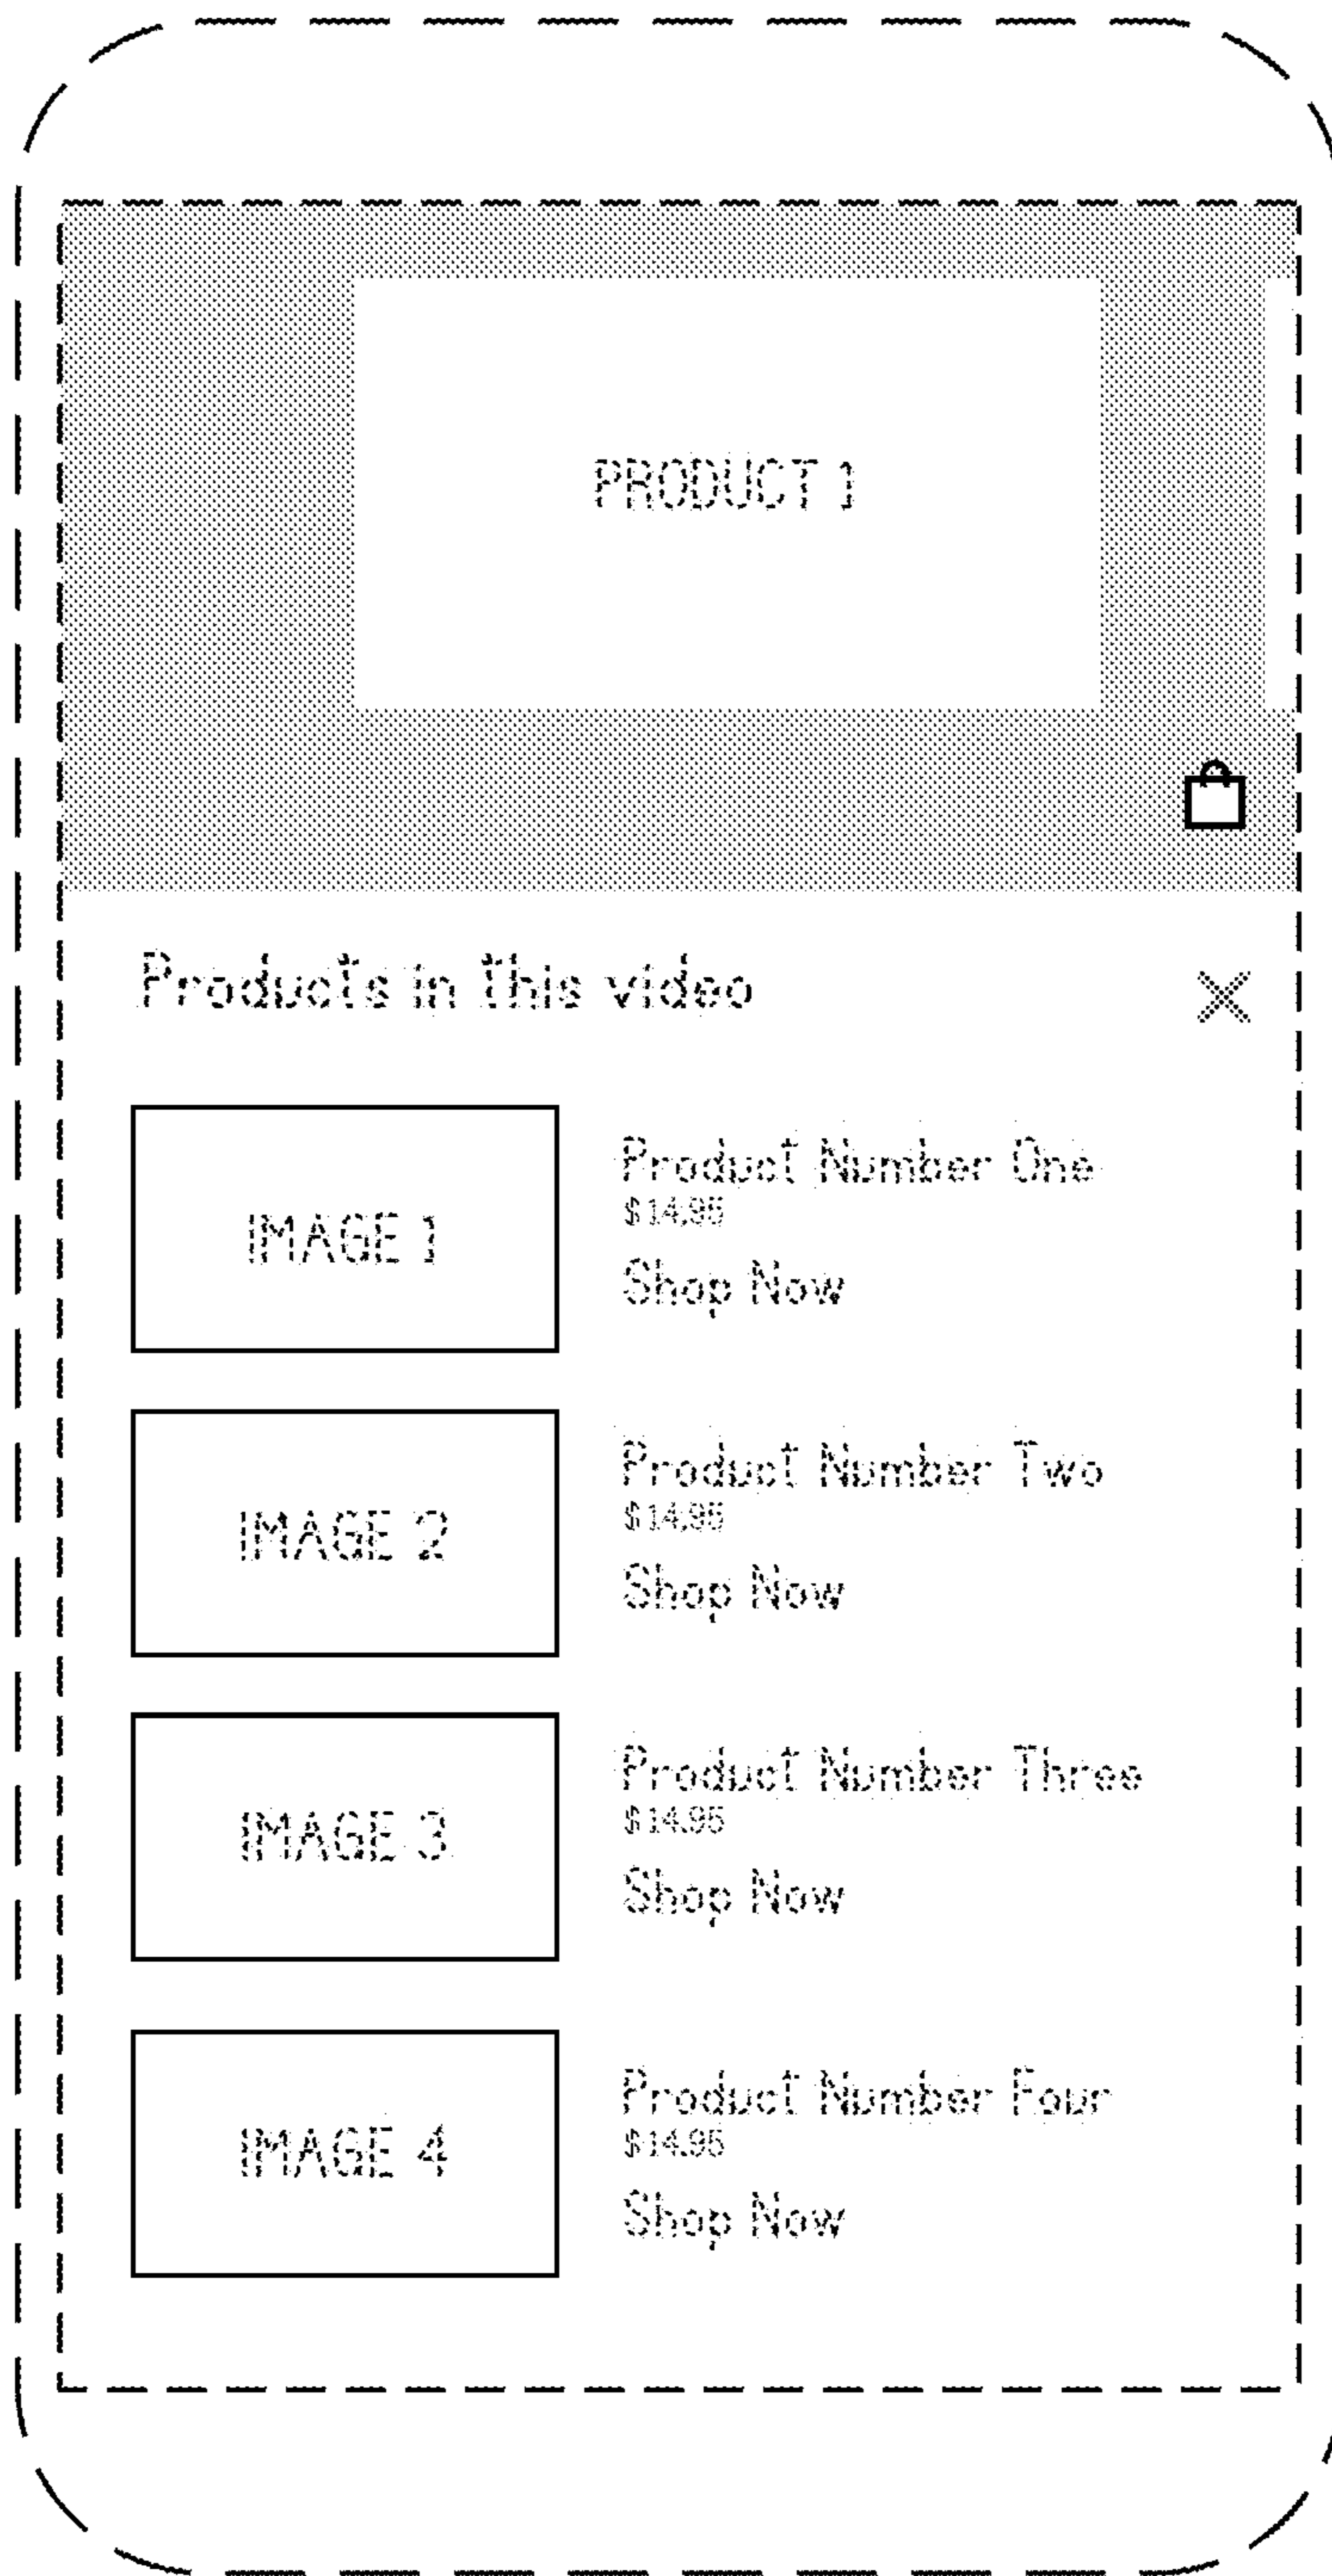 PRODUCT 1
Products in this video
IMAGE 1
Product Number One
$14.95
Shop Now
IMAGE 2
Product Number Two
$14.95
Shop Now
IMAGE 3
Product Number Three
$14.95
Shop Now
IMAGE 4
Product Number Four
$14.95
Shop Now